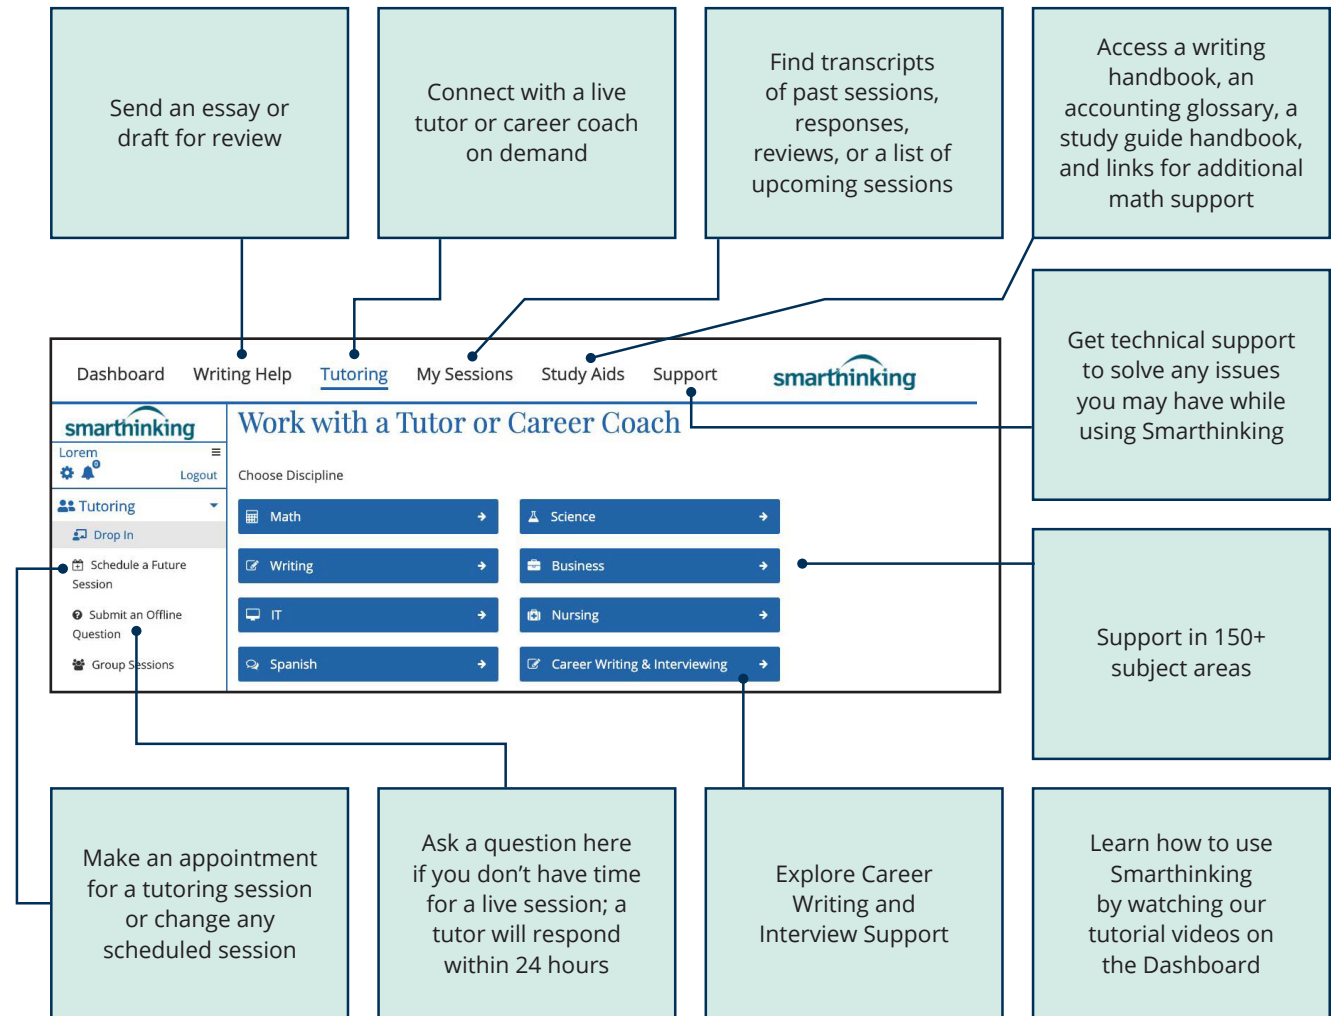 Send an essay or
draft for review
Connect with a live
tutor or career coach
on demand
Find transcripts
of past sessions,
responses,
reviews, or a list of
upcoming sessions
Access a writing
handbook, an
accounting glossary, a
study guide handbook,
and links for additional
math support
Get technical support
to solve any issues
you may have while
using Smarthinking
Dashboard Writing Help Tutoring My Sessions Study Aids Support smarthinking
smarthinking
Lorem
0
Logout
Tutoring
Drop In
Schedule a Future
Session
Submit an Offline
Question
Group Sessions
Work with a Tutor or Career Coach
Choose Discipline
Math
Science
Writing
Business
IT
Nursing
Spanish
Career Writing & Interviewing
Support in 150+
subject areas
Make an appointment
for a tutoring session
or change any
scheduled session
Ask a question here
if you don’t have time
for a live session; a
tutor will respond
within 24 hours
Explore Career
Writing and
Interview Support
Learn how to use
Smarthinking
by watching our
tutorial videos on
the Dashboard